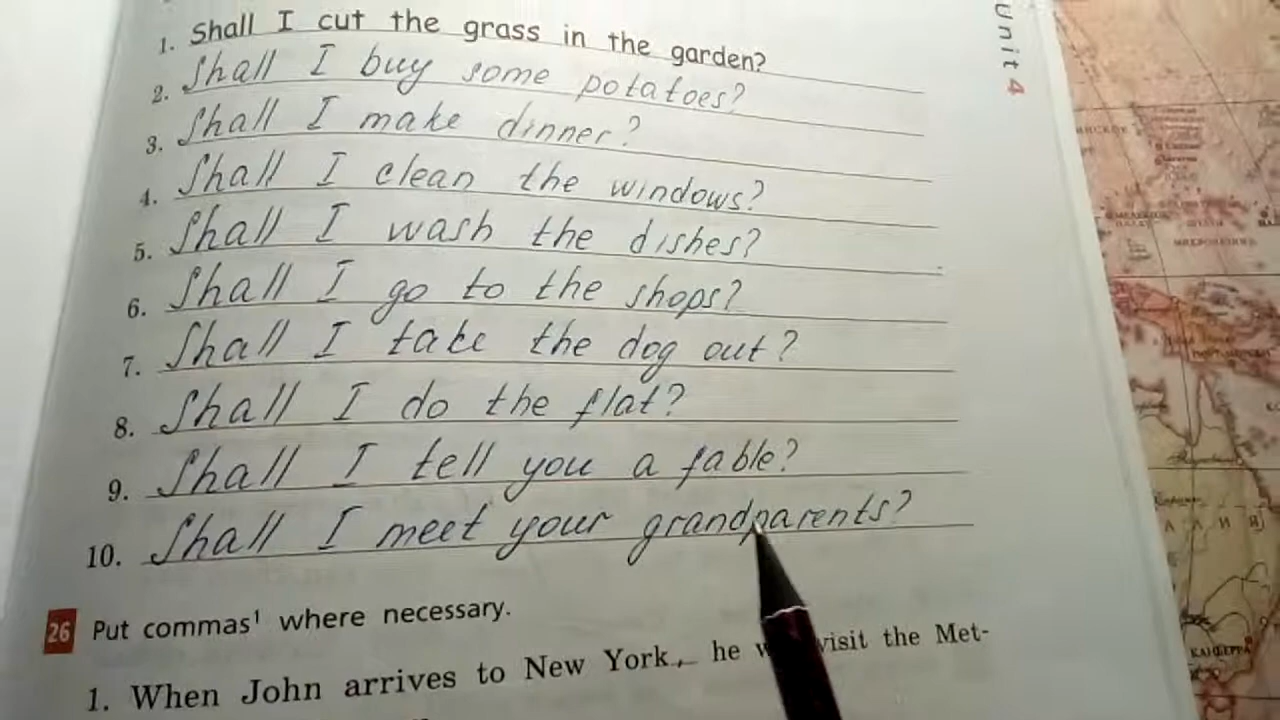 Unit 4
1. Shall I cut the grass in the garden?
2. Shall I buy some potatoes?
3. Shall I make dinner?
4. Shall I clean the windows?
5. Shall I wash the dishes?
6. Shall I go to the shops?
7. Shall I take the dog out?
8. Shall I do the flat?
9. Shall I tell you a fable?
10. Shall I meet your grandparents?
26 Put commas¹ where necessary.
1. When John arrives to New York, he visit the Met-
КАНБЕРРА